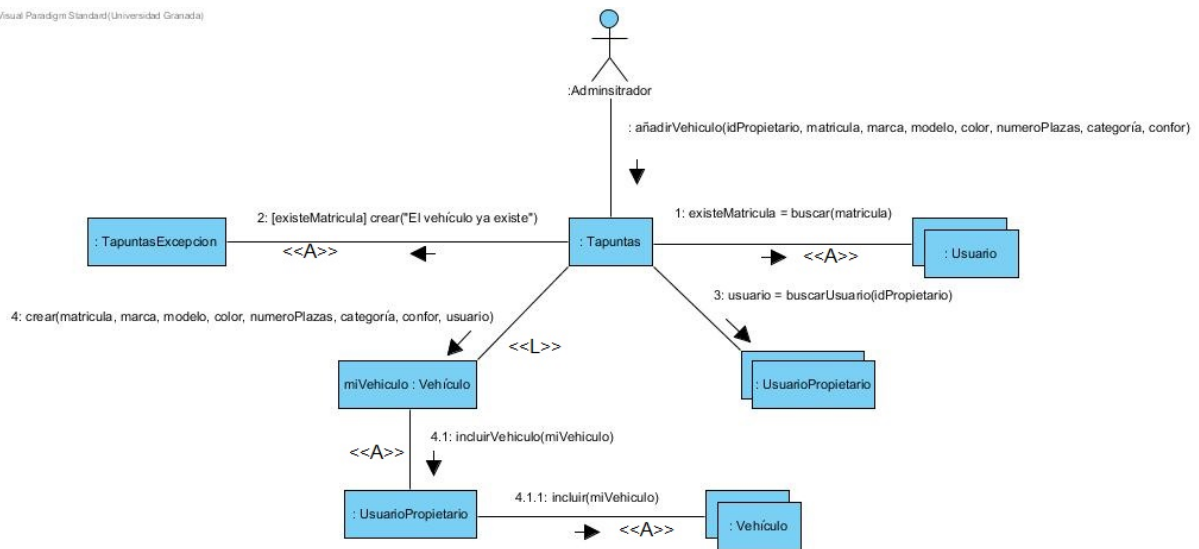 Visual Paradigm Standard(Universidad Granada)
:Adminsitrador
: añadirVehiculo(idPropietario, matricula, marca, modelo, color, numeroPlazas, categoría, confor)
2: [existeMatricula] crear("El vehículo ya existe")
1: existeMatricula = buscar(matricula)
: TapuntasExcepcion
<<A>>
: Tapuntas
<<A>>
: Usuario
3: usuario = buscarUsuario(idPropietario)
4: crear(matricula, marca, modelo, color, numeroPlazas, categoría, confor, usuario)
<<L>>
miVehiculo : Vehículo
: UsuarioPropietario
4.1: incluirVehiculo(miVehiculo)
<<A>>
4.1.1: incluir(miVehiculo)
: UsuarioPropietario
<<A>>
: Vehículo